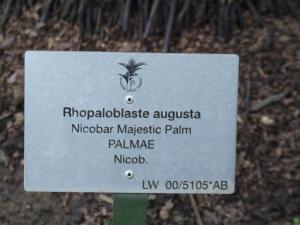 Rhopaloblaste augusta
Nicobar Majestic Palm
PALMAE
Nicob.
LW 00/5105*AB